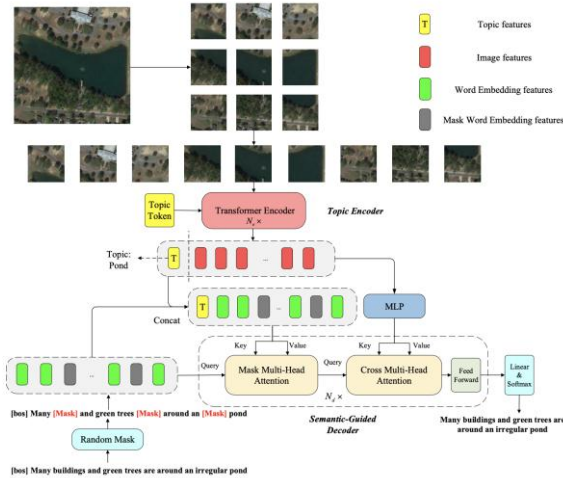 T
Topic features
Image features
Word Embedding features
Mask Word Embedding features
Topic
Token
Transformer Encoder
Nₑ ×
Topic Encoder
Topic:
Pond
T
...
Concat
T
...
MLP
Key
Value
Key
Value
Query
Mask Multi-Head
Attention
Query
Cross Multi-Head
Attention
Feed
Forward
Linear
&
Softmax
N_d ×
...
[bos] Many [Mask] and green trees [Mask] around an [Mask] pond
Semantic-Guided
Decoder
Many buildings and green trees are
around an irregular pond
Random Mask
[bos] Many buildings and green trees are around an irregular pond